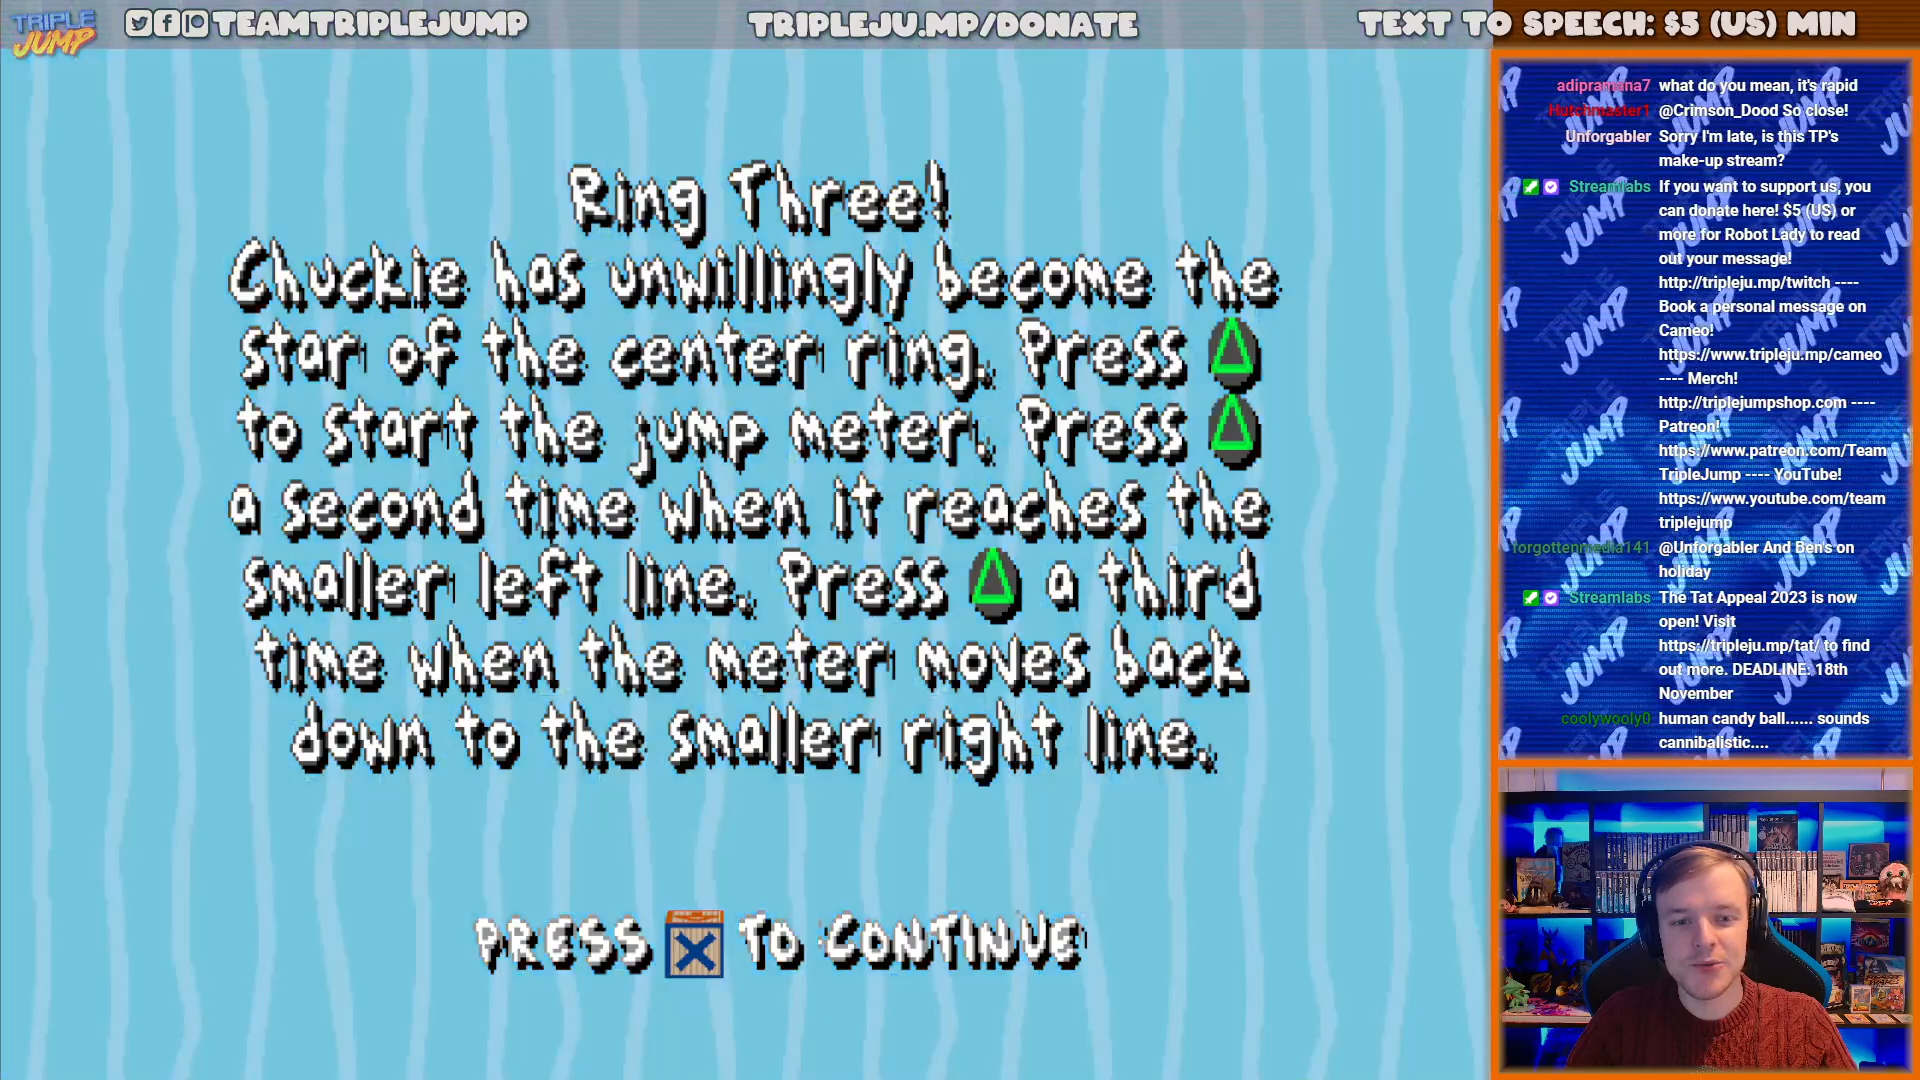 TRIPLE JUMP
TEAMTRIPLEJUMP
TRIPLEJU.MP/DONATE
TEXT TO SPEECH: $5 (US) MIN
Ring Three!
Chuckie has unwillingly become the
star of the center ring. Press
to start the jump meter. Press
a second time when it reaches the
smaller left line. Press a third
time when the meter moves back
down to the smaller right line.
PRESS X TO CONTINUE
adipramana7 what do you mean, it's rapid
Hutchmaster1 @Crimson_Dood So close!
Unforgabler Sorry I'm late, is this TP's
make-up stream?
Streamlabs If you want to support us, you
can donate here! $5 (US) or
more for Robot Lady to read
out your message!
http://tripleju.mp/twitch ----
Book a personal message on
Cameo!
https://www.tripleju.mp/cameo
---- Merch!
http://triplejumpshop.com ----
Patreon!
https://www.patreon.com/Team
TripleJump ---- YouTube!
https://www.youtube.com/team
triplejump
forgottenmedia141 @Unforgabler And Ben's on
holiday
Streamlabs The Tat Appeal 2023 is now
open! Visit
https://tripleju.mp/tat/ to find
out more. DEADLINE: 18th
November
coolywooly0 human candy ball...... sounds
cannibalistic....